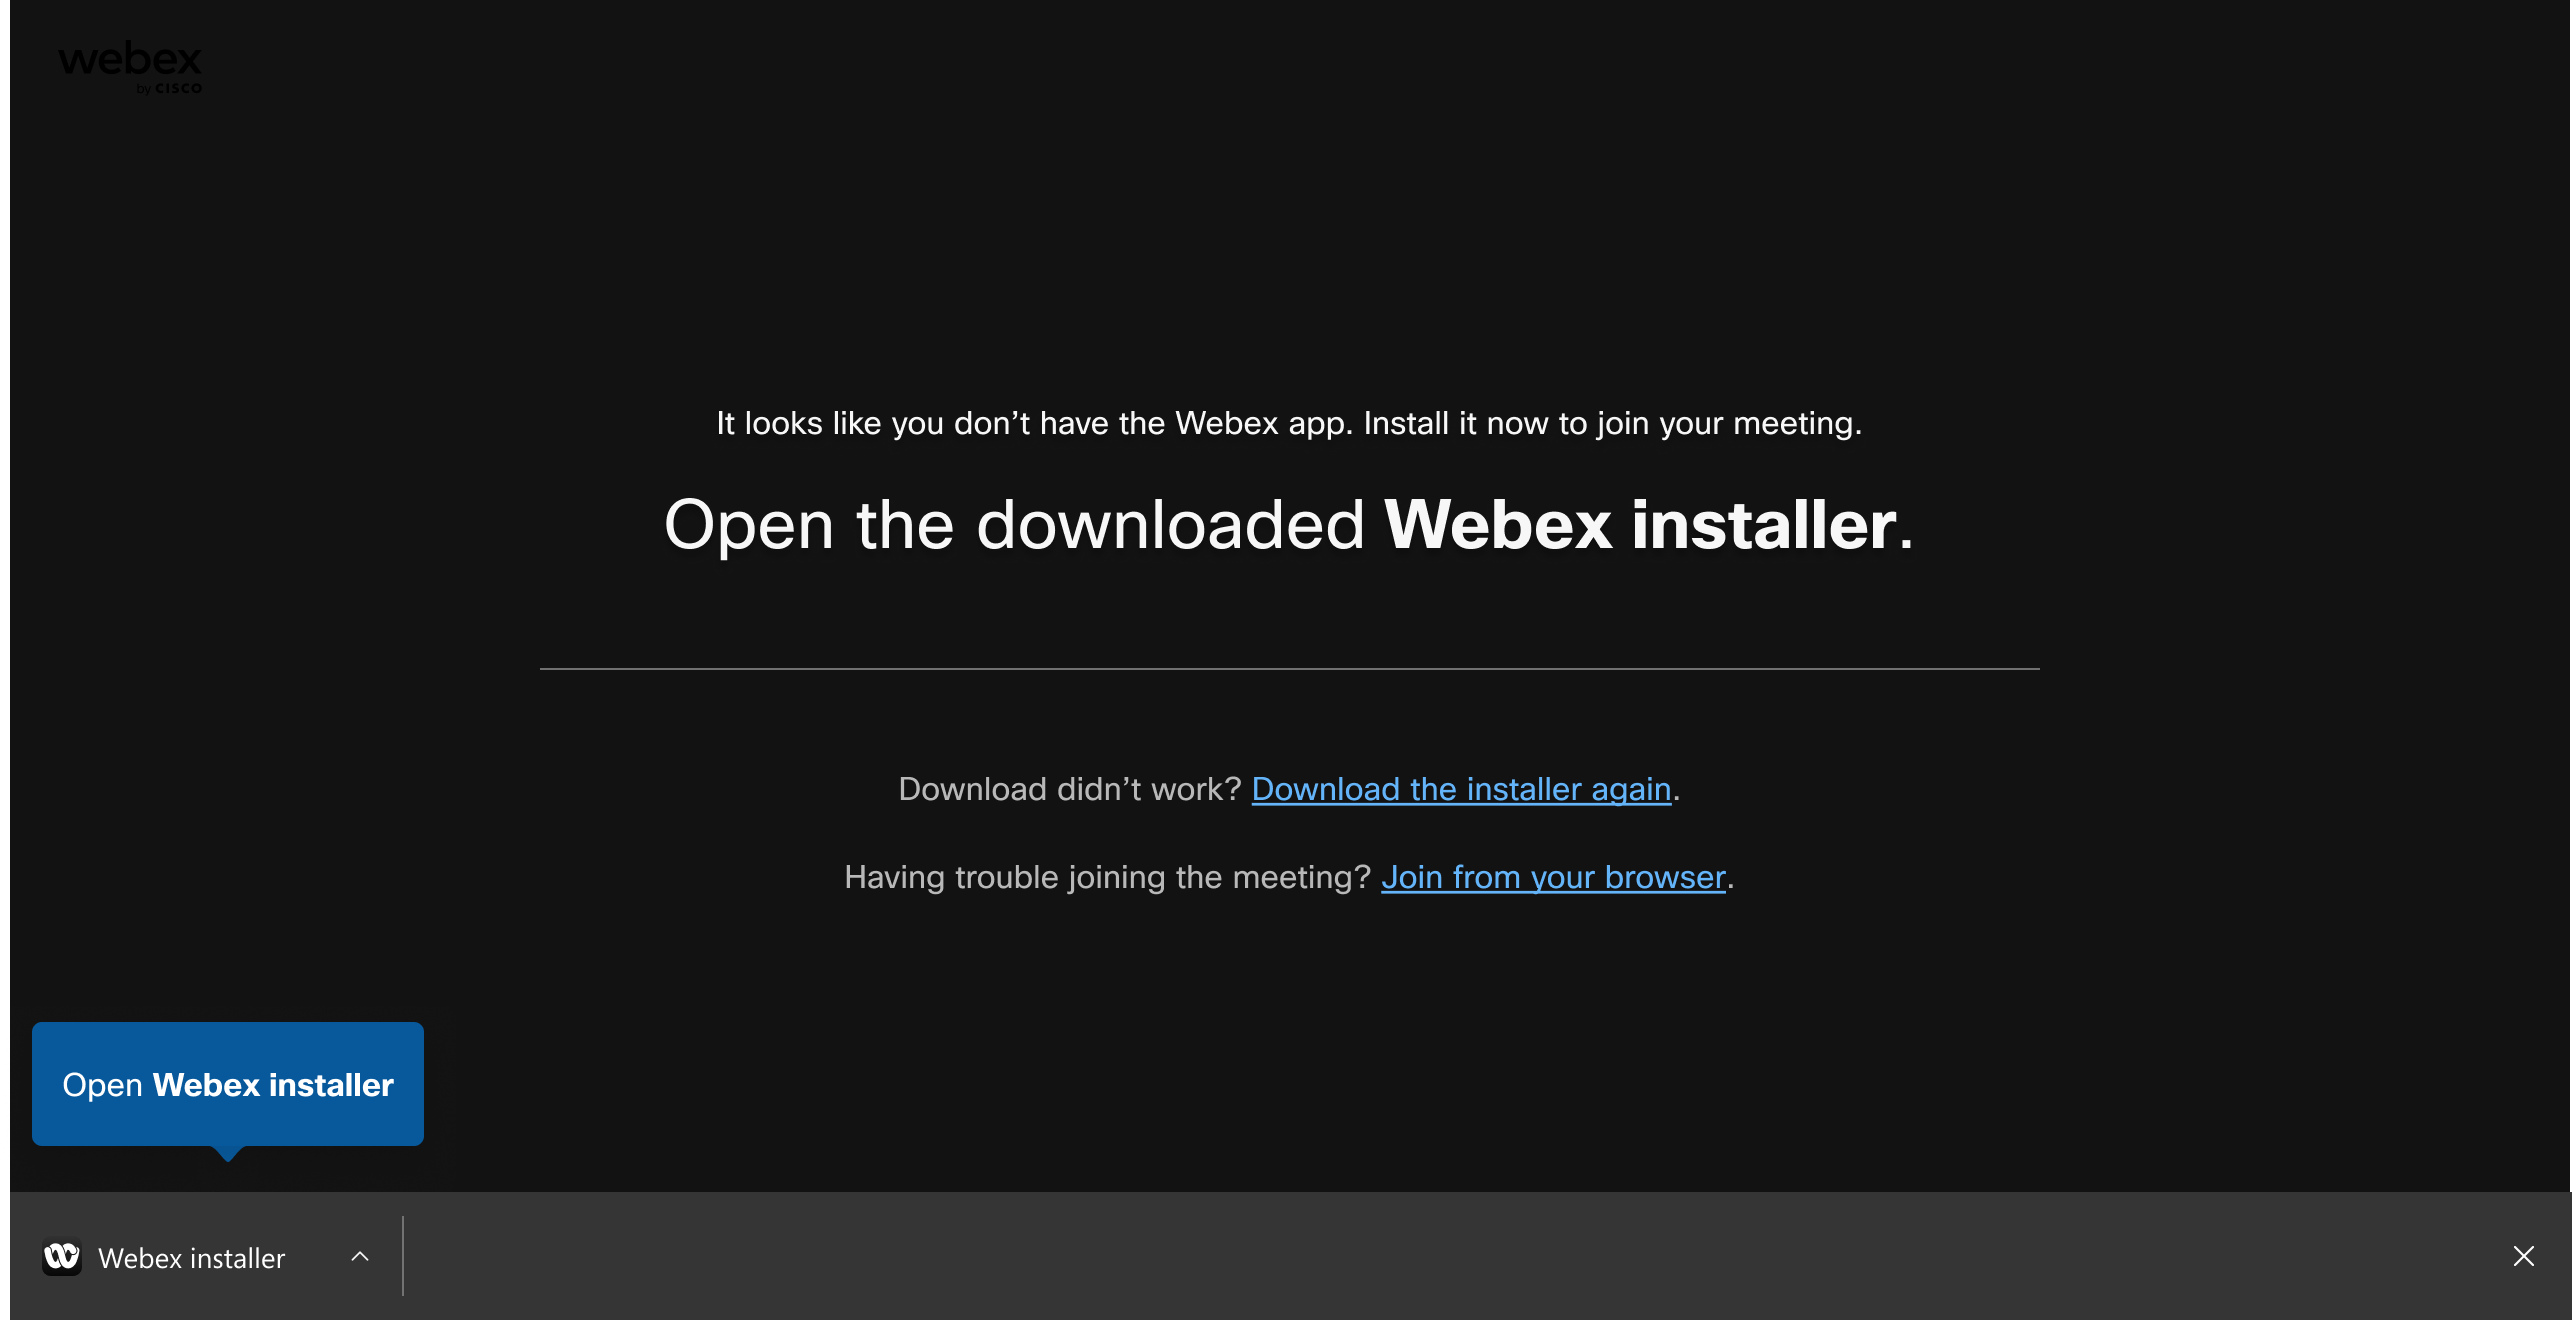 webex
by CISCO
It looks like you don’t have the Webex app. Install it now to join your meeting.
Open the downloaded Webex installer.
Download didn’t work? Download the installer again.
Having trouble joining the meeting? Join from your browser.
Open Webex installer
Webex installer